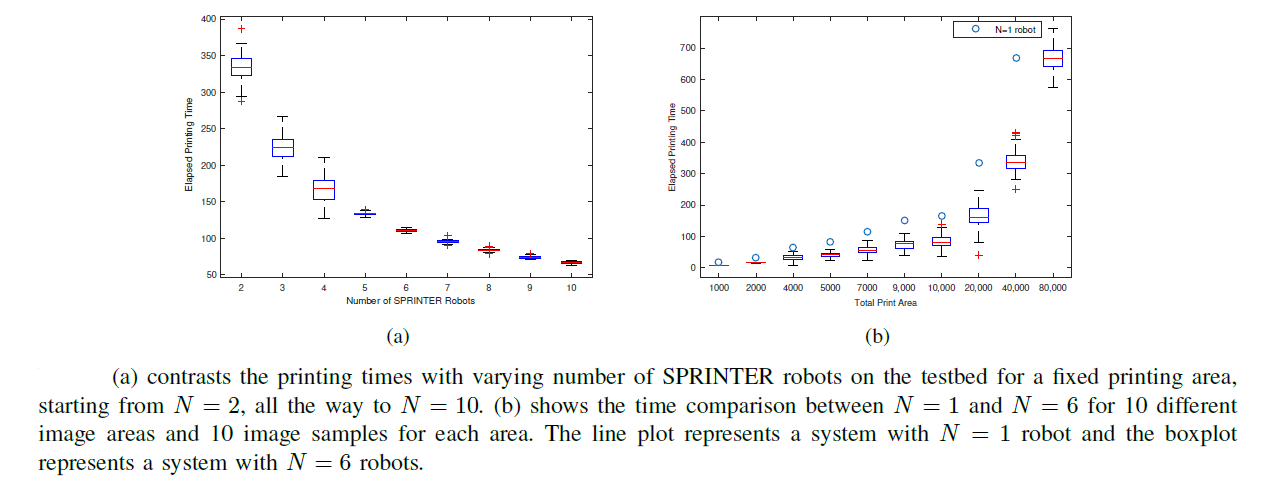 400
350
300
250
200
150
100
50
Elapsed Printing Time
2 3 4 5 6 7 8 9 10
Number of SPRINTER Robots
(a)
N=1 robot
700
600
500
400
300
200
100
0
Elapsed Printing Time
1000 2000 4000 5000 7000 9,000 10,000 20,000 40,000 80,000
Total Print Area
(b)
(a) contrasts the printing times with varying number of SPRINTER robots on the testbed for a fixed printing area,
starting from N = 2, all the way to N = 10. (b) shows the time comparison between N = 1 and N = 6 for 10 different
image areas and 10 image samples for each area. The line plot represents a system with N = 1 robot and the boxplot
represents a system with N = 6 robots.